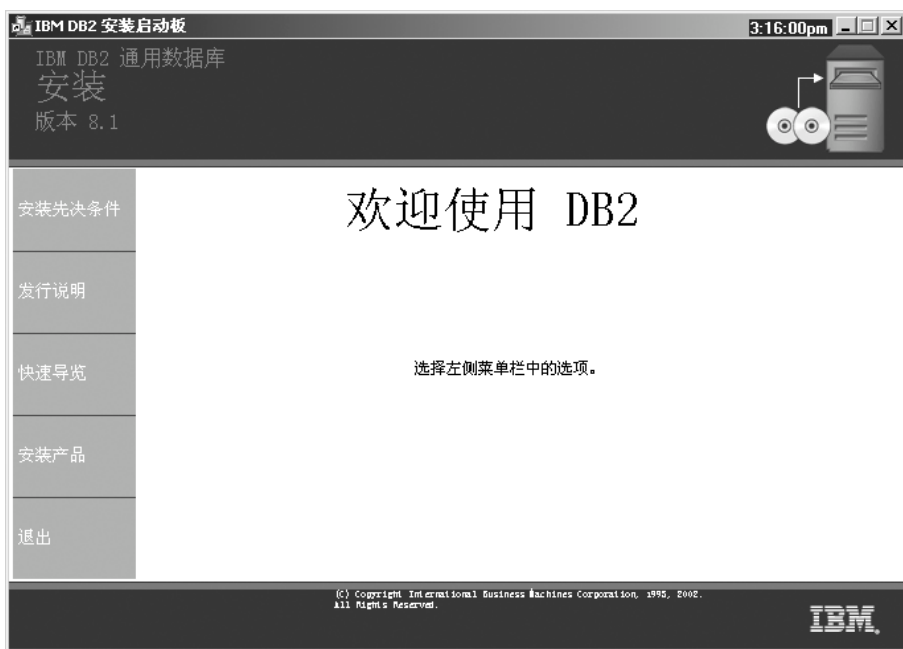 IBM DB2 安装启动板
3:16:00pm
IBM DB2 通用数据库
安装
版本 8.1
安装先决条件
发行说明
快速导览
安装产品
退出
欢迎使用 DB2
选择左侧菜单栏中的选项。
(C) Copyright International Business Machines Corporation, 1995, 2002.
All Rights Reserved.
IBM